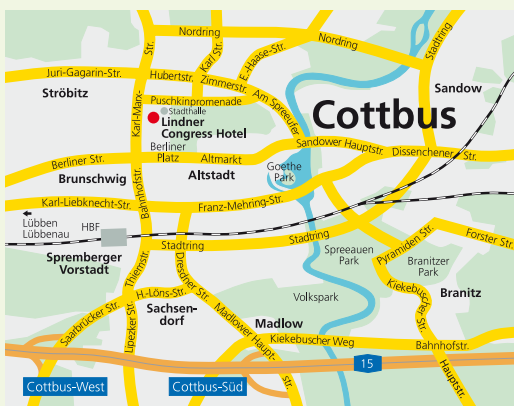 Nordring
Nordring
Stadtring
Str.
Karl Str.
E.-Haase-Str.
Juri-Gagarin-Str.
Hubertstr.
Zimmerstr.
Am Spreeufer
Ströbitz
Sandow
Karl-Marx-
Puschkinpromenade
Stadthalle
Lindner
Congress Hotel
Cottbus
Berliner
Platz
Altmarkt
Sandower Hauptstr.
Dissenchener Str.
Berliner Str.
Brunschwig
Altstadt
Goethe
Park
Karl-Liebknecht-Str.
Bahnhofstr.
Franz-Mehring-Str.
Lübben
Lübbenau
HBF
Stadtring
Stadtring
Spremberger
Vorstadt
Thiemstr.
Dresdner Str.
Spreeauen
Park
Pyramiden Str.
Forster Str.
Branitzer
Park
Kiekebuscher Str.
Branitz
Volkspark
H.-Löns-Str.
Sachsen-
dorf
Saarbrücker Str.
Lipezker Str.
Madlower Haupt-
str.
Madlow
Kiekebuscher Weg
Bahnhofstr.
Hauptstr.
15
Cottbus-West
Cottbus-Süd